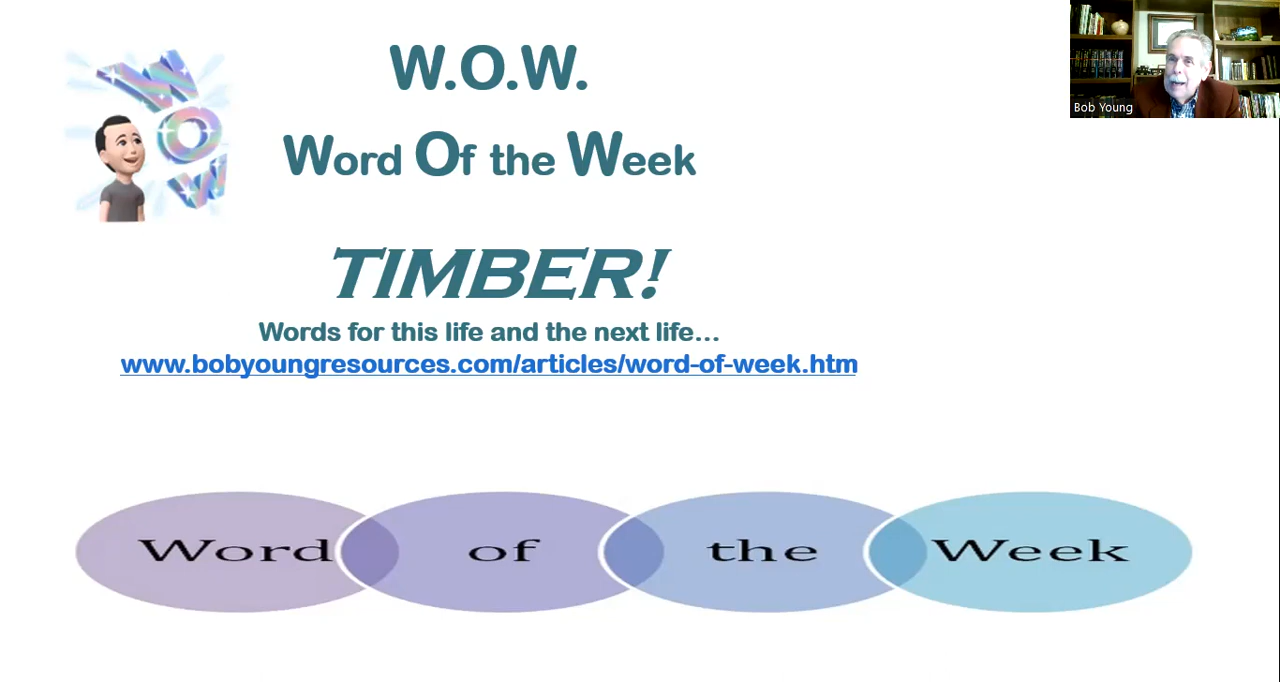 W.O.W.
Word Of the Week
WOW
TIMBER!
Words for this life and the next life...
www.bobyoungresources.com/articles/word-of-week.htm
Word of the Week
Bob Young